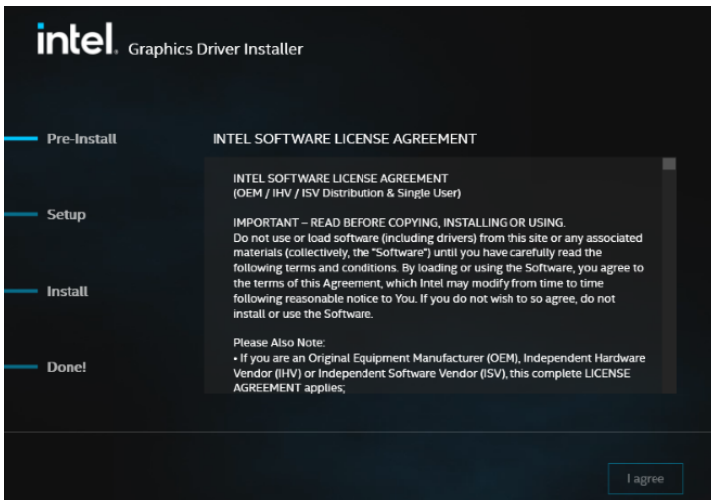 intel. Graphics Driver Installer
Pre-Install
Setup
Install
Done!
INTEL SOFTWARE LICENSE AGREEMENT
INTEL SOFTWARE LICENSE AGREEMENT
(OEM / IHV / ISV Distribution & Single User)
IMPORTANT – READ BEFORE COPYING, INSTALLING OR USING.
Do not use or load software (including drivers) from this site or any associated
materials (collectively, the "Software") until you have carefully read the
following terms and conditions. By loading or using the Software, you agree to
the terms of this Agreement, which Intel may modify from time to time
following reasonable notice to You. If you do not wish to so agree, do not
install or use the Software.
Please Also Note:
• If you are an Original Equipment Manufacturer (OEM), Independent Hardware
Vendor (IHV) or Independent Software Vendor (ISV), this complete LICENSE
AGREEMENT applies;
I agree